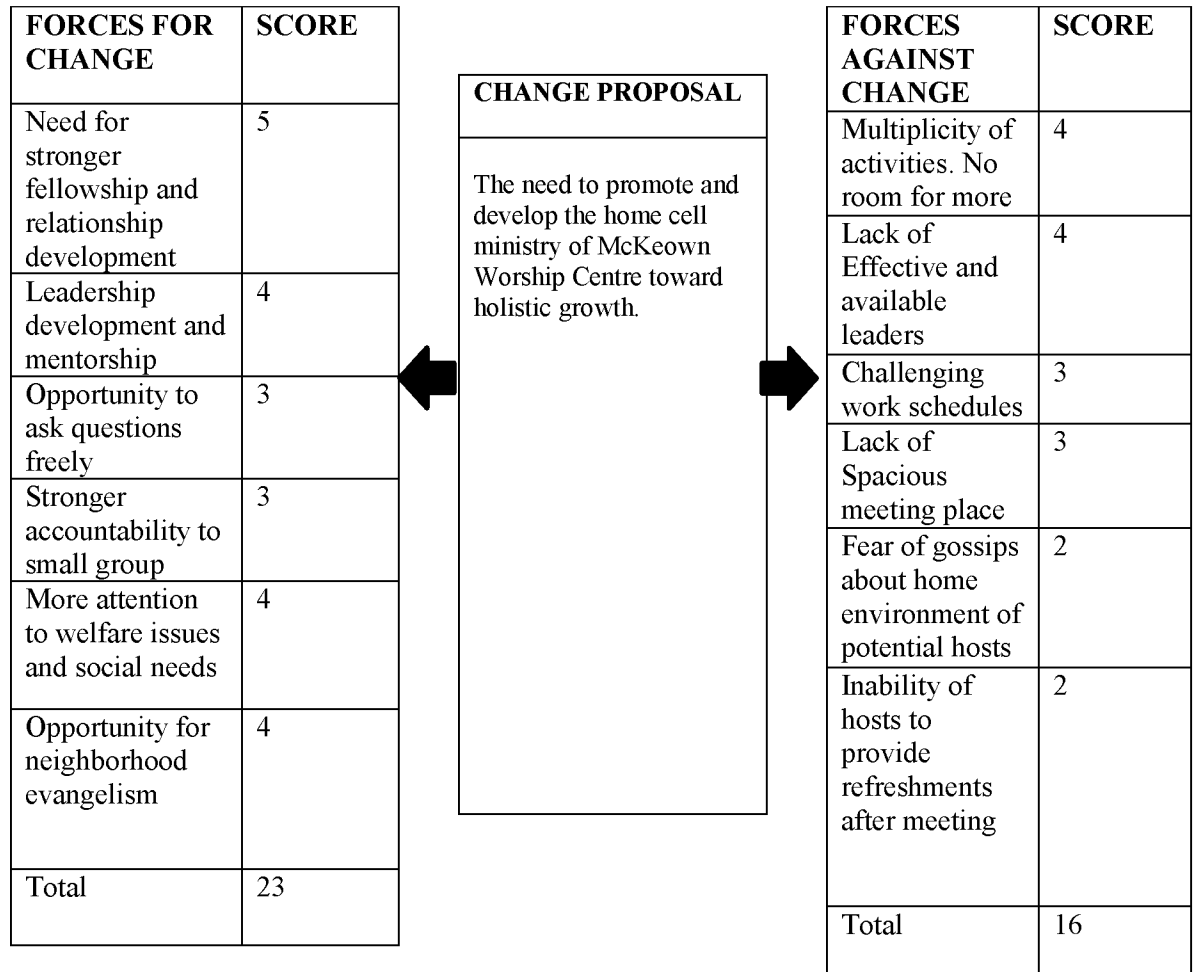 FORCES FOR SCORE
CHANGE
Need for 5
stronger
fellowship and
relationship
development
Leadership 4
development and
mentorship
Opportunity to 3
ask questions
freely
Stronger 3
accountability to
small group
More attention 4
to welfare issues
and social needs
Opportunity for 4
neighborhood
evangelism
Total 23
CHANGE PROPOSAL
The need to promote and
develop the home cell
ministry of McKeown
Worship Centre toward
holistic growth.
FORCES SCORE
AGAINST
CHANGE
Multiplicity of 4
activities. No
room for more
Lack of 4
Effective and
available
leaders
Challenging 3
work schedules
Lack of 3
Spacious
meeting place
Fear of gossips 2
about home
environment of
potential hosts
Inability of 2
hosts to
provide
refreshments
after meeting
Total 16